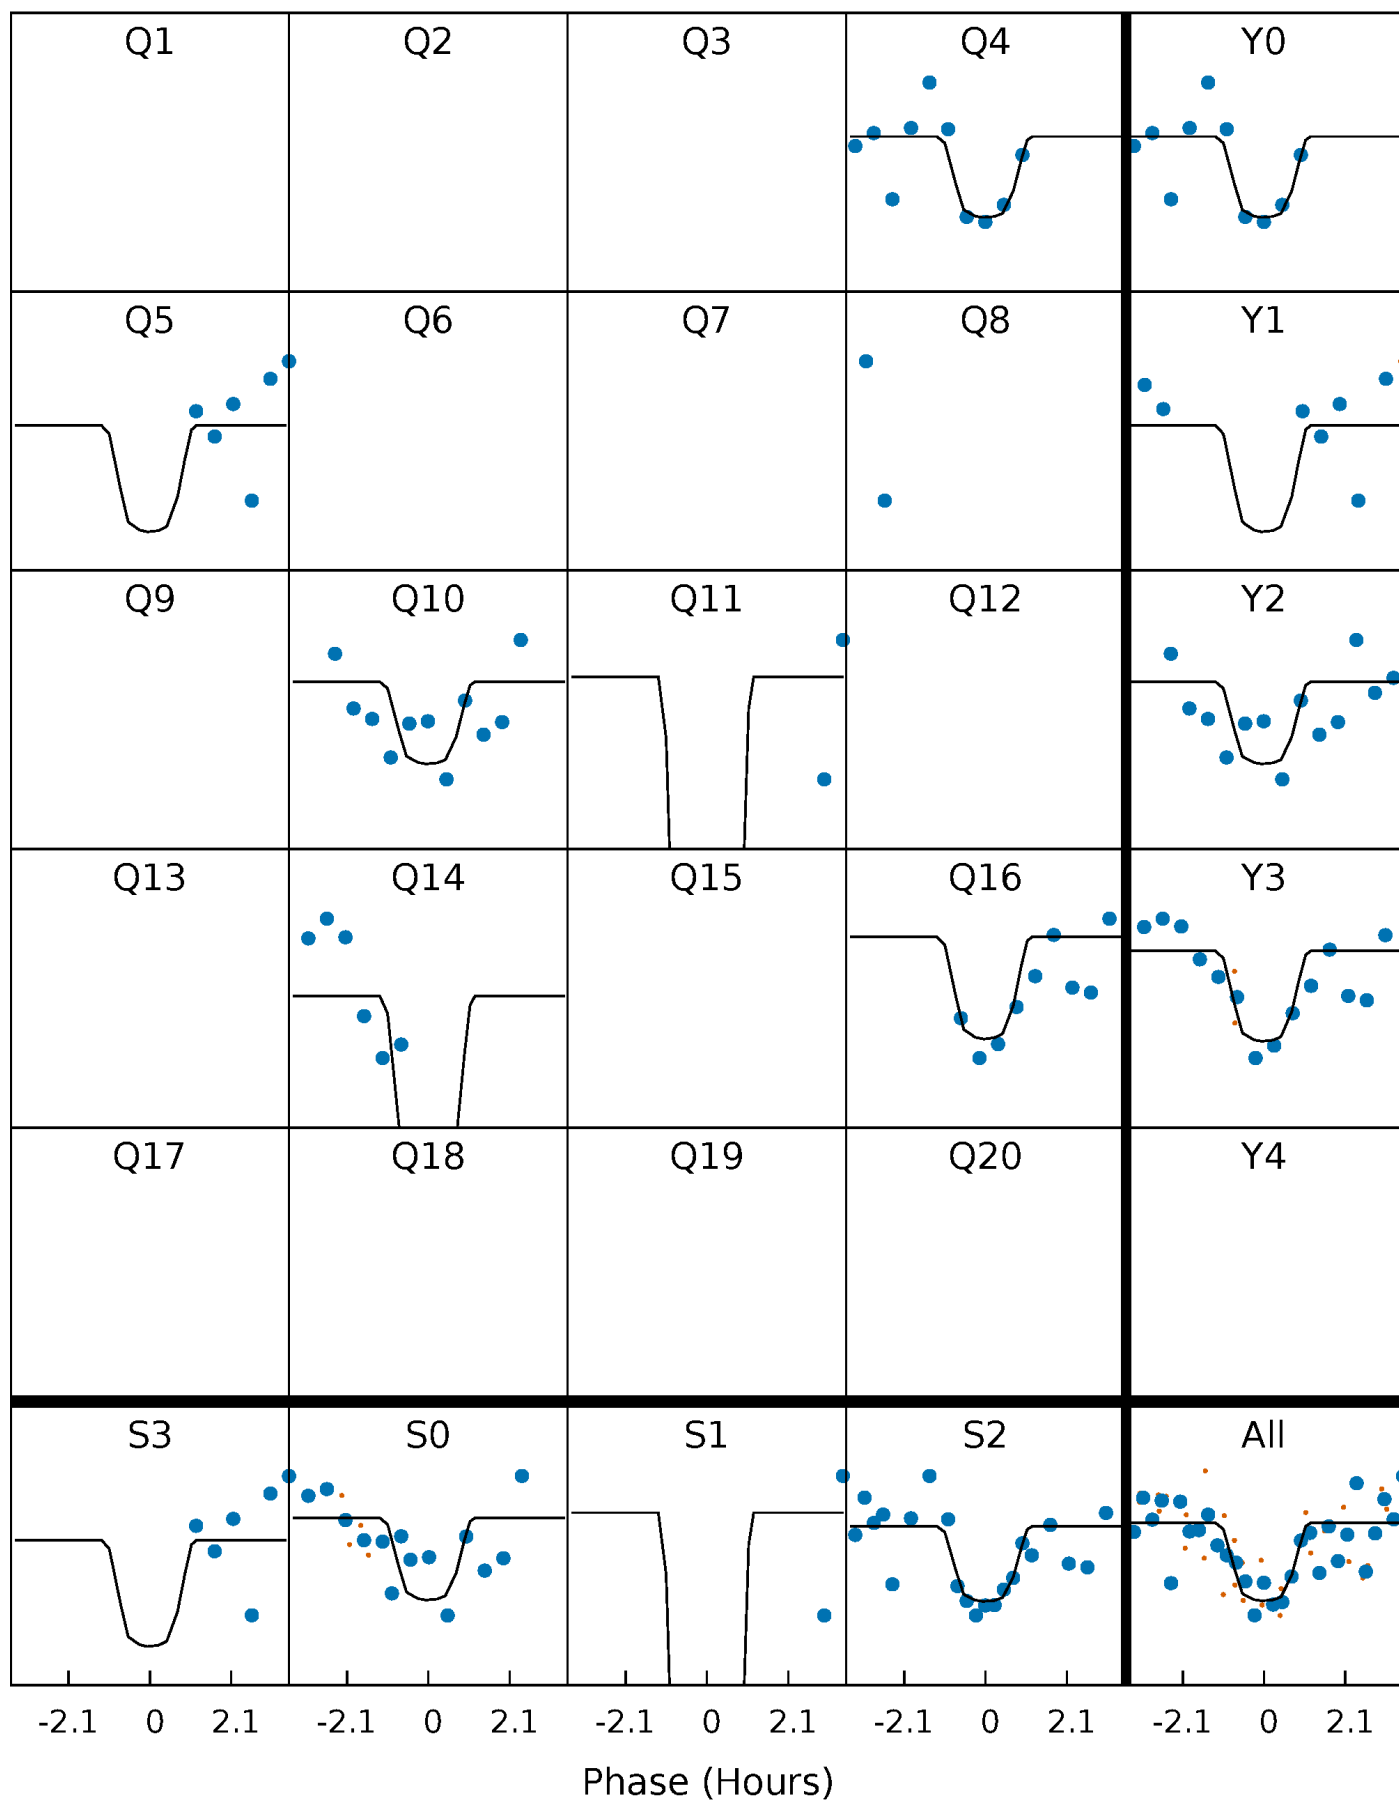 Q1 Q2 Q3 Q4 Y0
Q5 Q6 Q7 Q8 Y1
Q9 Q10 Q11 Q12 Y2
Q13 Q14 Q15 Q16 Y3
Q17 Q18 Q19 Q20 Y4
S3 S0 S1 S2 All
-2.1 0 2.1 -2.1 0 2.1 -2.1 0 2.1 -2.1 0 2.1 -2.1 0 2.1
Phase (Hours)